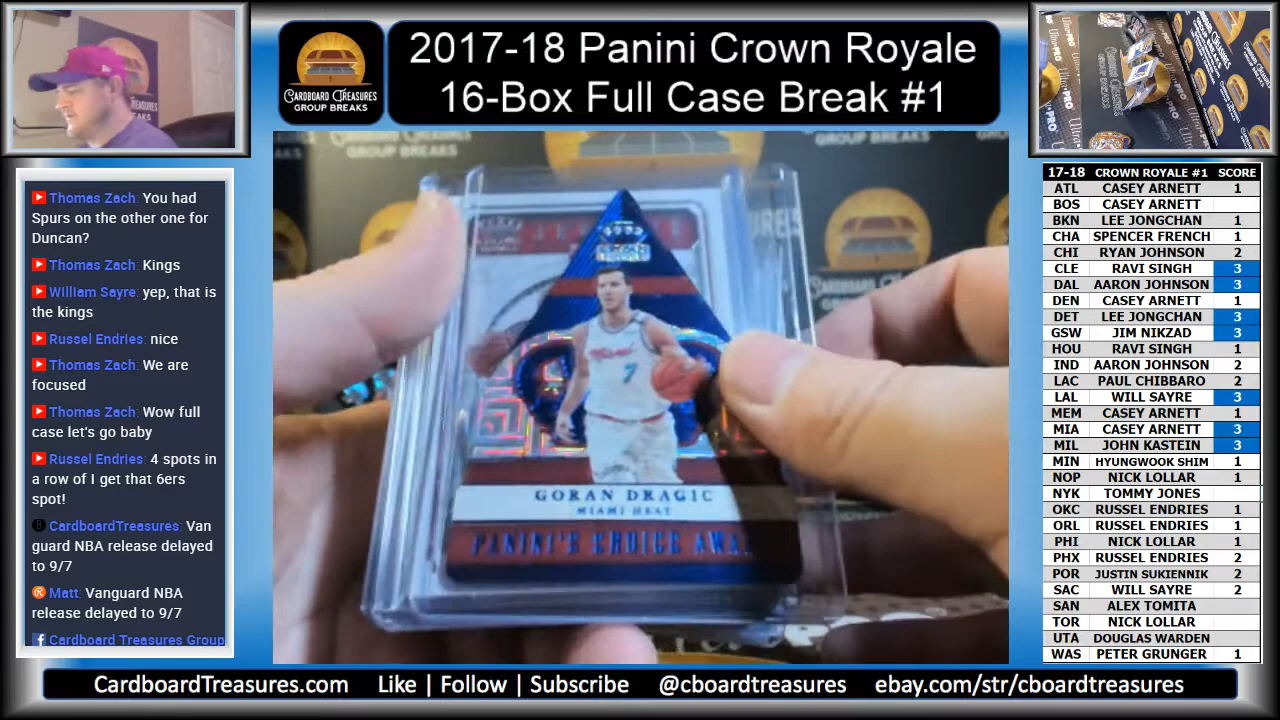 2017-18 Panini Crown Royale
16-Box Full Case Break #1
CARDBOARD TREASURES
GROUP BREAKS
Thomas Zach: You had
Spurs on the other one for
Duncan?
Thomas Zach: Kings
William Sayre: yep, that is
the kings
Russel Endries: nice
Thomas Zach: We are
focused
Thomas Zach: Wow full
case let's go baby
Russel Endries: 4 spots in
a row of I get that 6ers
spot!
CardboardTreasures: Van
guard NBA release delayed
to 9/7
Matt: Vanguard NBA
release delayed to 9/7
Cardboard Treasures Group
GROUP BREAKS
7
GORAN DRAGIC
MIAMI HEAT
PANINI'S CHOICE AWA
17-18 CROWN ROYALE #1 SCORE
ATL CASEY ARNETT 1
BOS CASEY ARNETT
BKN LEE JONGCHAN 1
CHA SPENCER FRENCH 1
CHI RYAN JOHNSON 2
CLE RAVI SINGH 3
DAL AARON JOHNSON 3
DEN CASEY ARNETT 1
DET LEE JONGCHAN 3
GSW JIM NIKZAD 3
HOU RAVI SINGH 1
IND AARON JOHNSON 2
LAC PAUL CHIBBARO 2
LAL WILL SAYRE 3
MEM CASEY ARNETT 1
MIA CASEY ARNETT 3
MIL JOHN KASTEIN 3
MIN HYUNGWOOK SHIM 1
NOP NICK LOLLAR 1
NYK TOMMY JONES
OKC RUSSEL ENDRIES 1
ORL RUSSEL ENDRIES 1
PHI NICK LOLLAR 1
PHX RUSSEL ENDRIES 2
POR JUSTIN SUKIENNIK 2
SAC WILL SAYRE 2
SAN ALEX TOMITA
TOR NICK LOLLAR
UTA DOUGLAS WARDEN
WAS PETER GRUNGER 1
CardboardTreasures.com Like | Follow | Subscribe @cboardtreasures ebay.com/str/cboardtreasures